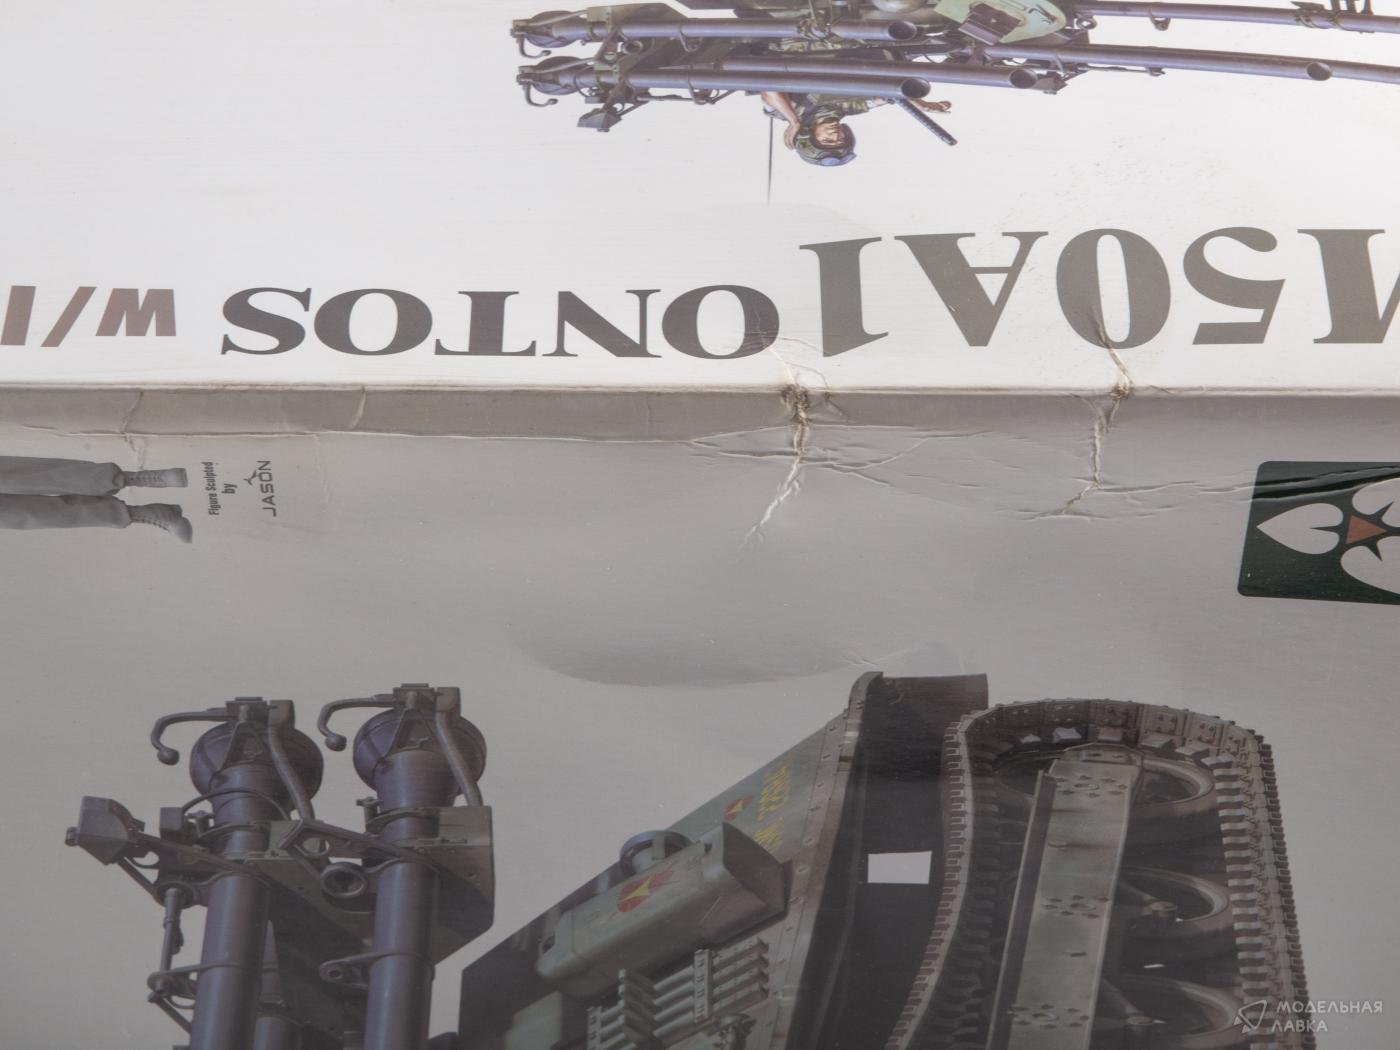 M50A1 ONTOS W/I
Figure Sculpted
by
JASON
МОДЕЛЬНАЯ
ЛАВКА